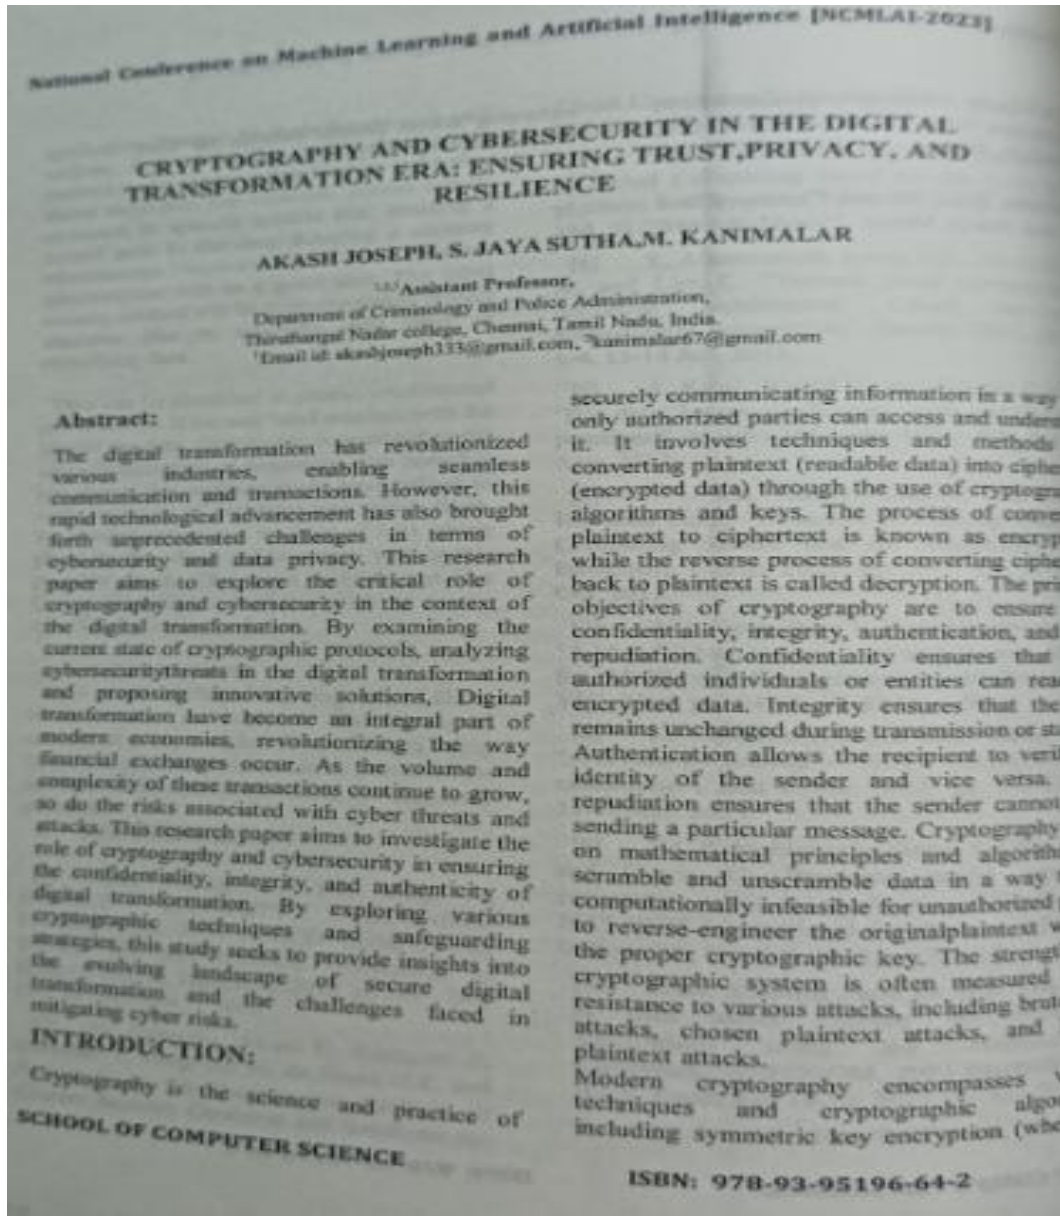 National Conference on Machine Learning and Artificial Intelligence [NCMLAI-2023]
CRYPTOGRAPHY AND CYBERSECURITY IN THE DIGITAL
TRANSFORMATION ERA: ENSURING TRUST,PRIVACY, AND
RESILIENCE
AKASH JOSEPH, S. JAYA SUTHA,M. KANIMALAR
Assistant Professor,
Department of Criminology and Police Administration,
Nadar college, Chennai, Tamil Nadu, India.
¹Email id: akashjoseph333@gmail.com, ³kanimalar67@gmail.com
Abstract:
The digital transformation has revolutionized
various industries, enabling seamless
communication and transactions. However, this
rapid technological advancement has also brought
forth unprecedented challenges in terms of
cybersecurity and data privacy. This research
paper aims to explore the critical role of
cryptography and cybersecurity in the context of
the digital transformation. By examining the
current state of cryptographic protocols, analyzing
cybersecuritythreats in the digital transformation
and proposing innovative solutions, Digital
transformation have become an integral part of
modern economies, revolutionizing the way
financial exchanges occur. As the volume and
complexity of these transactions continue to grow,
so do the risks associated with cyber threats and
attacks. This research paper aims to investigate the
role of cryptography and cybersecurity in ensuring
the confidentiality, integrity, and authenticity of
digital transformation. By exploring various
cryptographic techniques and safeguarding
strategies, this study seeks to provide insights into
the evolving landscape of secure digital
transformation and the challenges faced in
mitigating cyber risks.
INTRODUCTION:
Cryptography is the science and practice of
securely communicating information in a way
only authorized parties can access and unders
it. It involves techniques and methods
converting plaintext (readable data) into ciphe
(encrypted data) through the use of cryptogra
algorithms and keys. The process of conve
plaintext to ciphertext is known as encryp
while the reverse process of converting ciphe
back to plaintext is called decryption. The pri
objectives of cryptography are to ensure
confidentiality, integrity, authentication, and
repudiation. Confidentiality ensures that
authorized individuals or entities can rea
encrypted data. Integrity ensures that the
remains unchanged during transmission or sto
Authentication allows the recipient to veri
identity of the sender and vice versa.
repudiation ensures that the sender cannot
sending a particular message. Cryptography
on mathematical principles and algorith
scramble and unscramble data in a way
computationally infeasible for unauthorized
to reverse-engineer the originalplaintext w
the proper cryptographic key. The strength
cryptographic system is often measured
resistance to various attacks, including brut
attacks, chosen plaintext attacks, and
plaintext attacks.
Modern cryptography encompasses v
techniques and cryptographic algo
including symmetric key encryption (whe
SCHOOL OF COMPUTER SCIENCE
ISBN: 978-93-95196-64-2